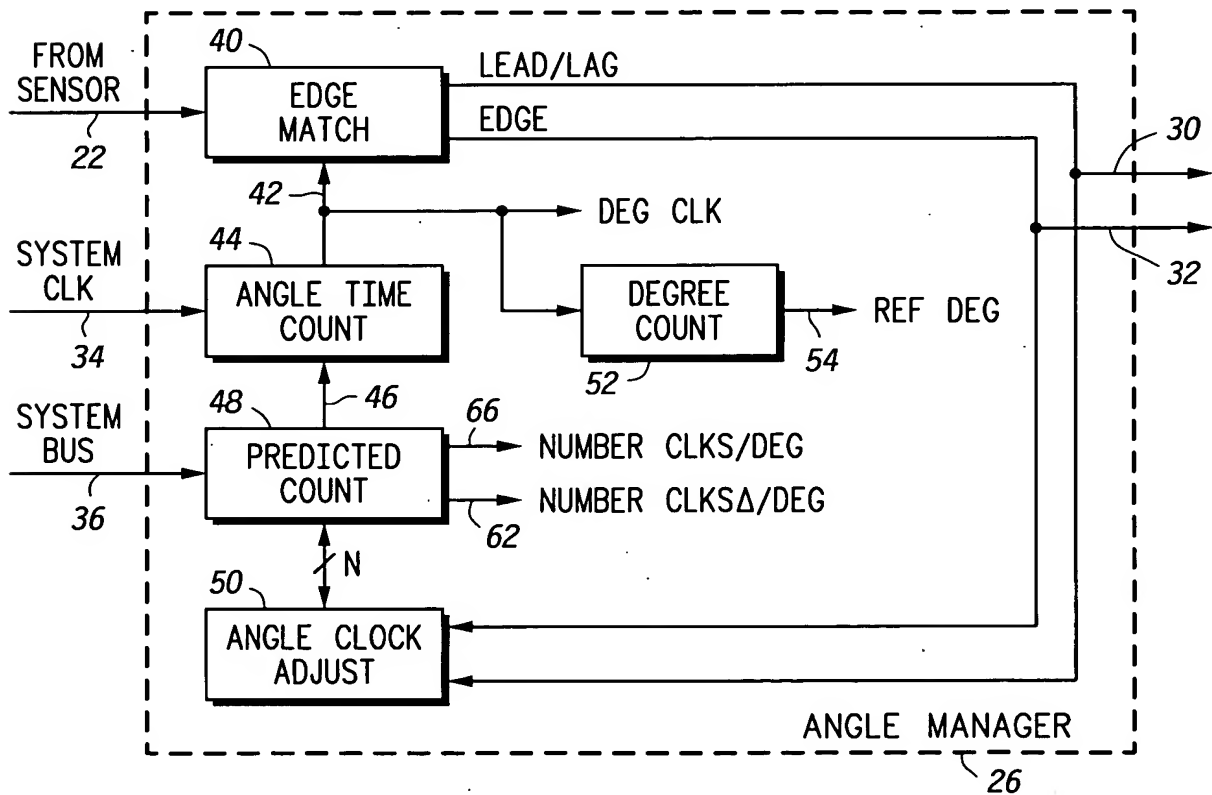 FROM
SENSOR
22
40
EDGE
MATCH
LEAD/LAG
EDGE
30
32
42
DEG CLK
SYSTEM
CLK
34
44
ANGLE TIME
COUNT
DEGREE
COUNT
52
54
REF DEG
46
SYSTEM
BUS
36
48
PREDICTED
COUNT
66
NUMBER CLKS/DEG
62
NUMBER CLKSΔ/DEG
N
50
ANGLE CLOCK
ADJUST
ANGLE MANAGER
26